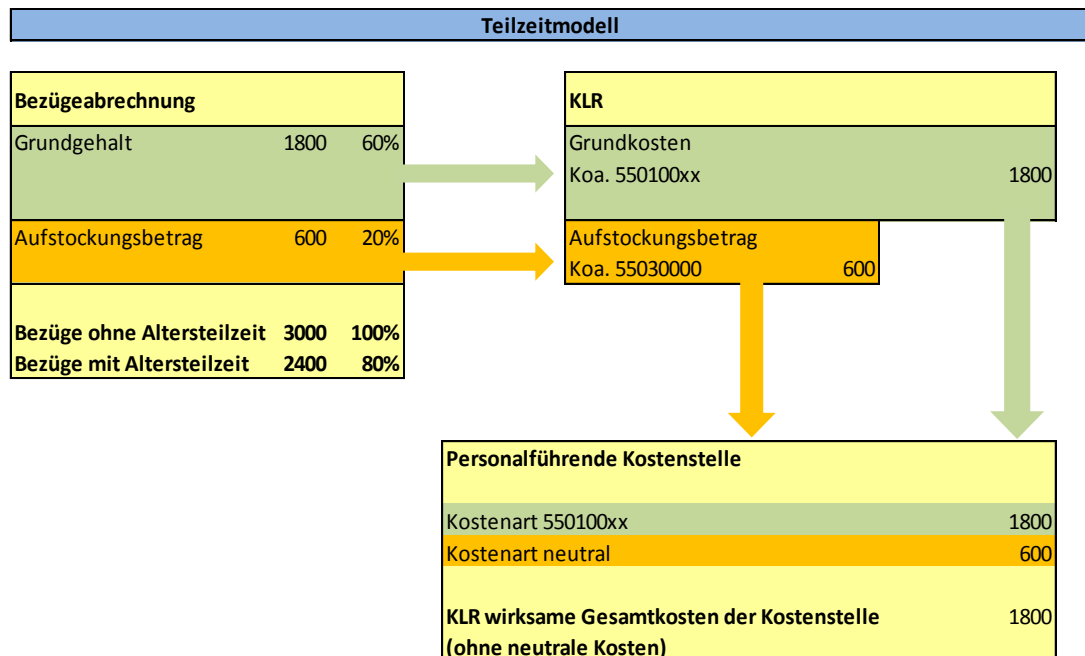 Teilzeitmodell
Bezügeabrechnung
Grundgehalt 1800 60%
Aufstockungsbetrag 600 20%
Bezüge ohne Altersteilzeit 3000 100%
Bezüge mit Altersteilzeit 2400 80%
KLR
Grundkosten
Koa. 550100xx 1800
Aufstockungsbetrag
Koa. 55030000 600
Personalführende Kostenstelle
Kostenart 550100xx 1800
Kostenart neutral 600
KLR wirksame Gesamtkosten der Kostenstelle 1800
(ohne neutrale Kosten)